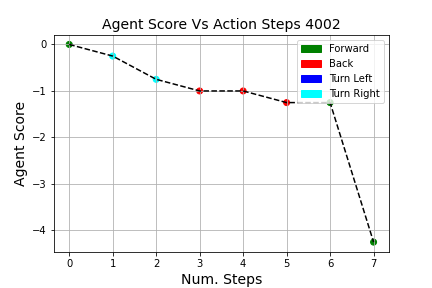 Agent Score Vs Action Steps 4002
Agent Score
0
−1
−2
−3
−4
Forward
Back
Turn Left
Turn Right
0 1 2 3 4 5 6 7
Num. Steps